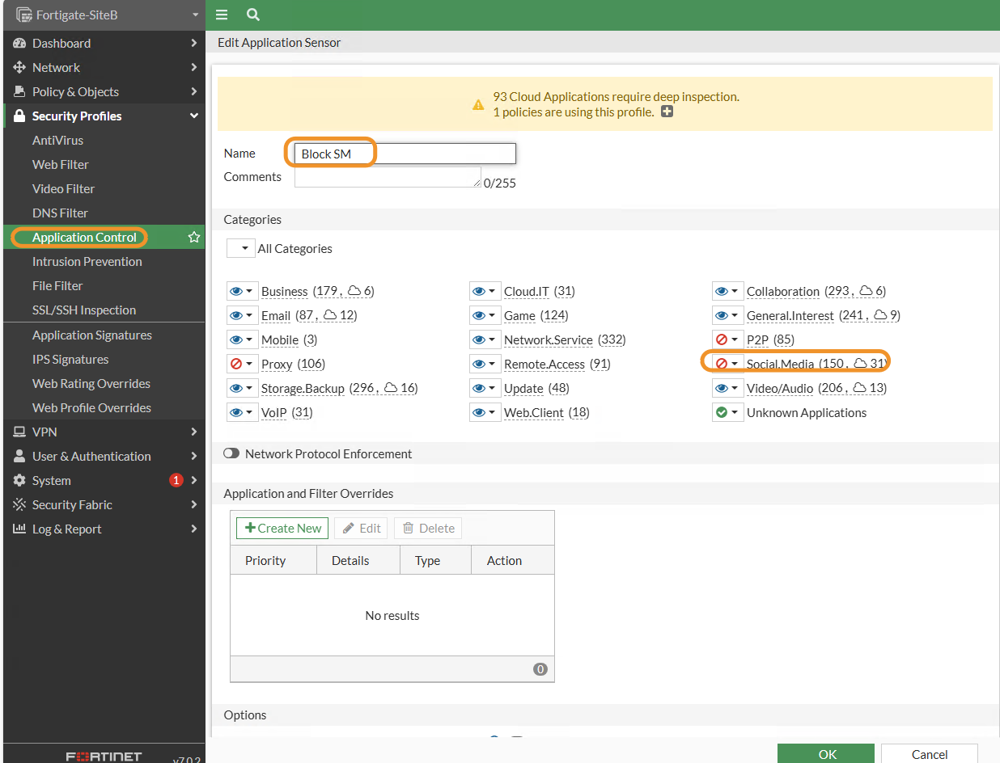 Fortigate-SiteB
Dashboard
Network
Policy & Objects
Security Profiles
AntiVirus
Web Filter
Video Filter
DNS Filter
Application Control
Intrusion Prevention
File Filter
SSL/SSH Inspection
Application Signatures
IPS Signatures
Web Rating Overrides
Web Profile Overrides
VPN
User & Authentication
System 1
Security Fabric
Log & Report
FORTINET v7.0.2
Edit Application Sensor
93 Cloud Applications require deep inspection.
1 policies are using this profile.
Name Block SM
Comments 0/255
Categories
All Categories
Business (179, 6) Cloud.IT (31) Collaboration (293, 6)
Email (87, 12) Game (124) General.Interest (241, 9)
Mobile (3) Network.Service (332) P2P (85)
Proxy (106) Remote.Access (91) Social.Media (150, 31)
Storage.Backup (296, 16) Update (48) Video/Audio (206, 13)
VoIP (31) Web.Client (18) Unknown Applications
Network Protocol Enforcement
Application and Filter Overrides
Create New Edit Delete
Priority Details Type Action
No results
0
Options
OK Cancel